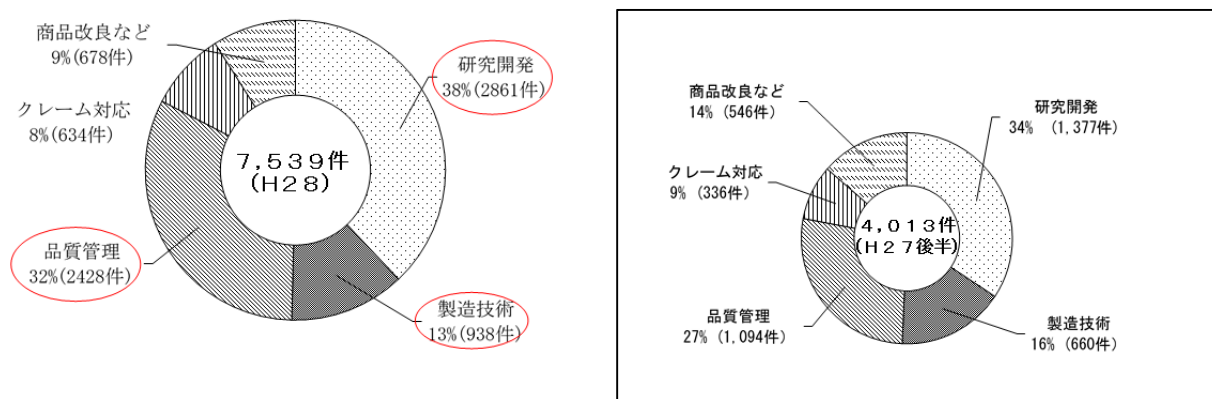 商品改良など
9%(678件)
研究開発
38%(2861件)
クレーム対応
8%(634件)
7,539件
(H28)
品質管理
32%(2428件)
製造技術
13%(938件)
商品改良など
14% (546件)
研究開発
34% (1,377件)
クレーム対応
9% (336件)
4,013件
(H27後半)
品質管理
27% (1,094件)
製造技術
16% (660件)